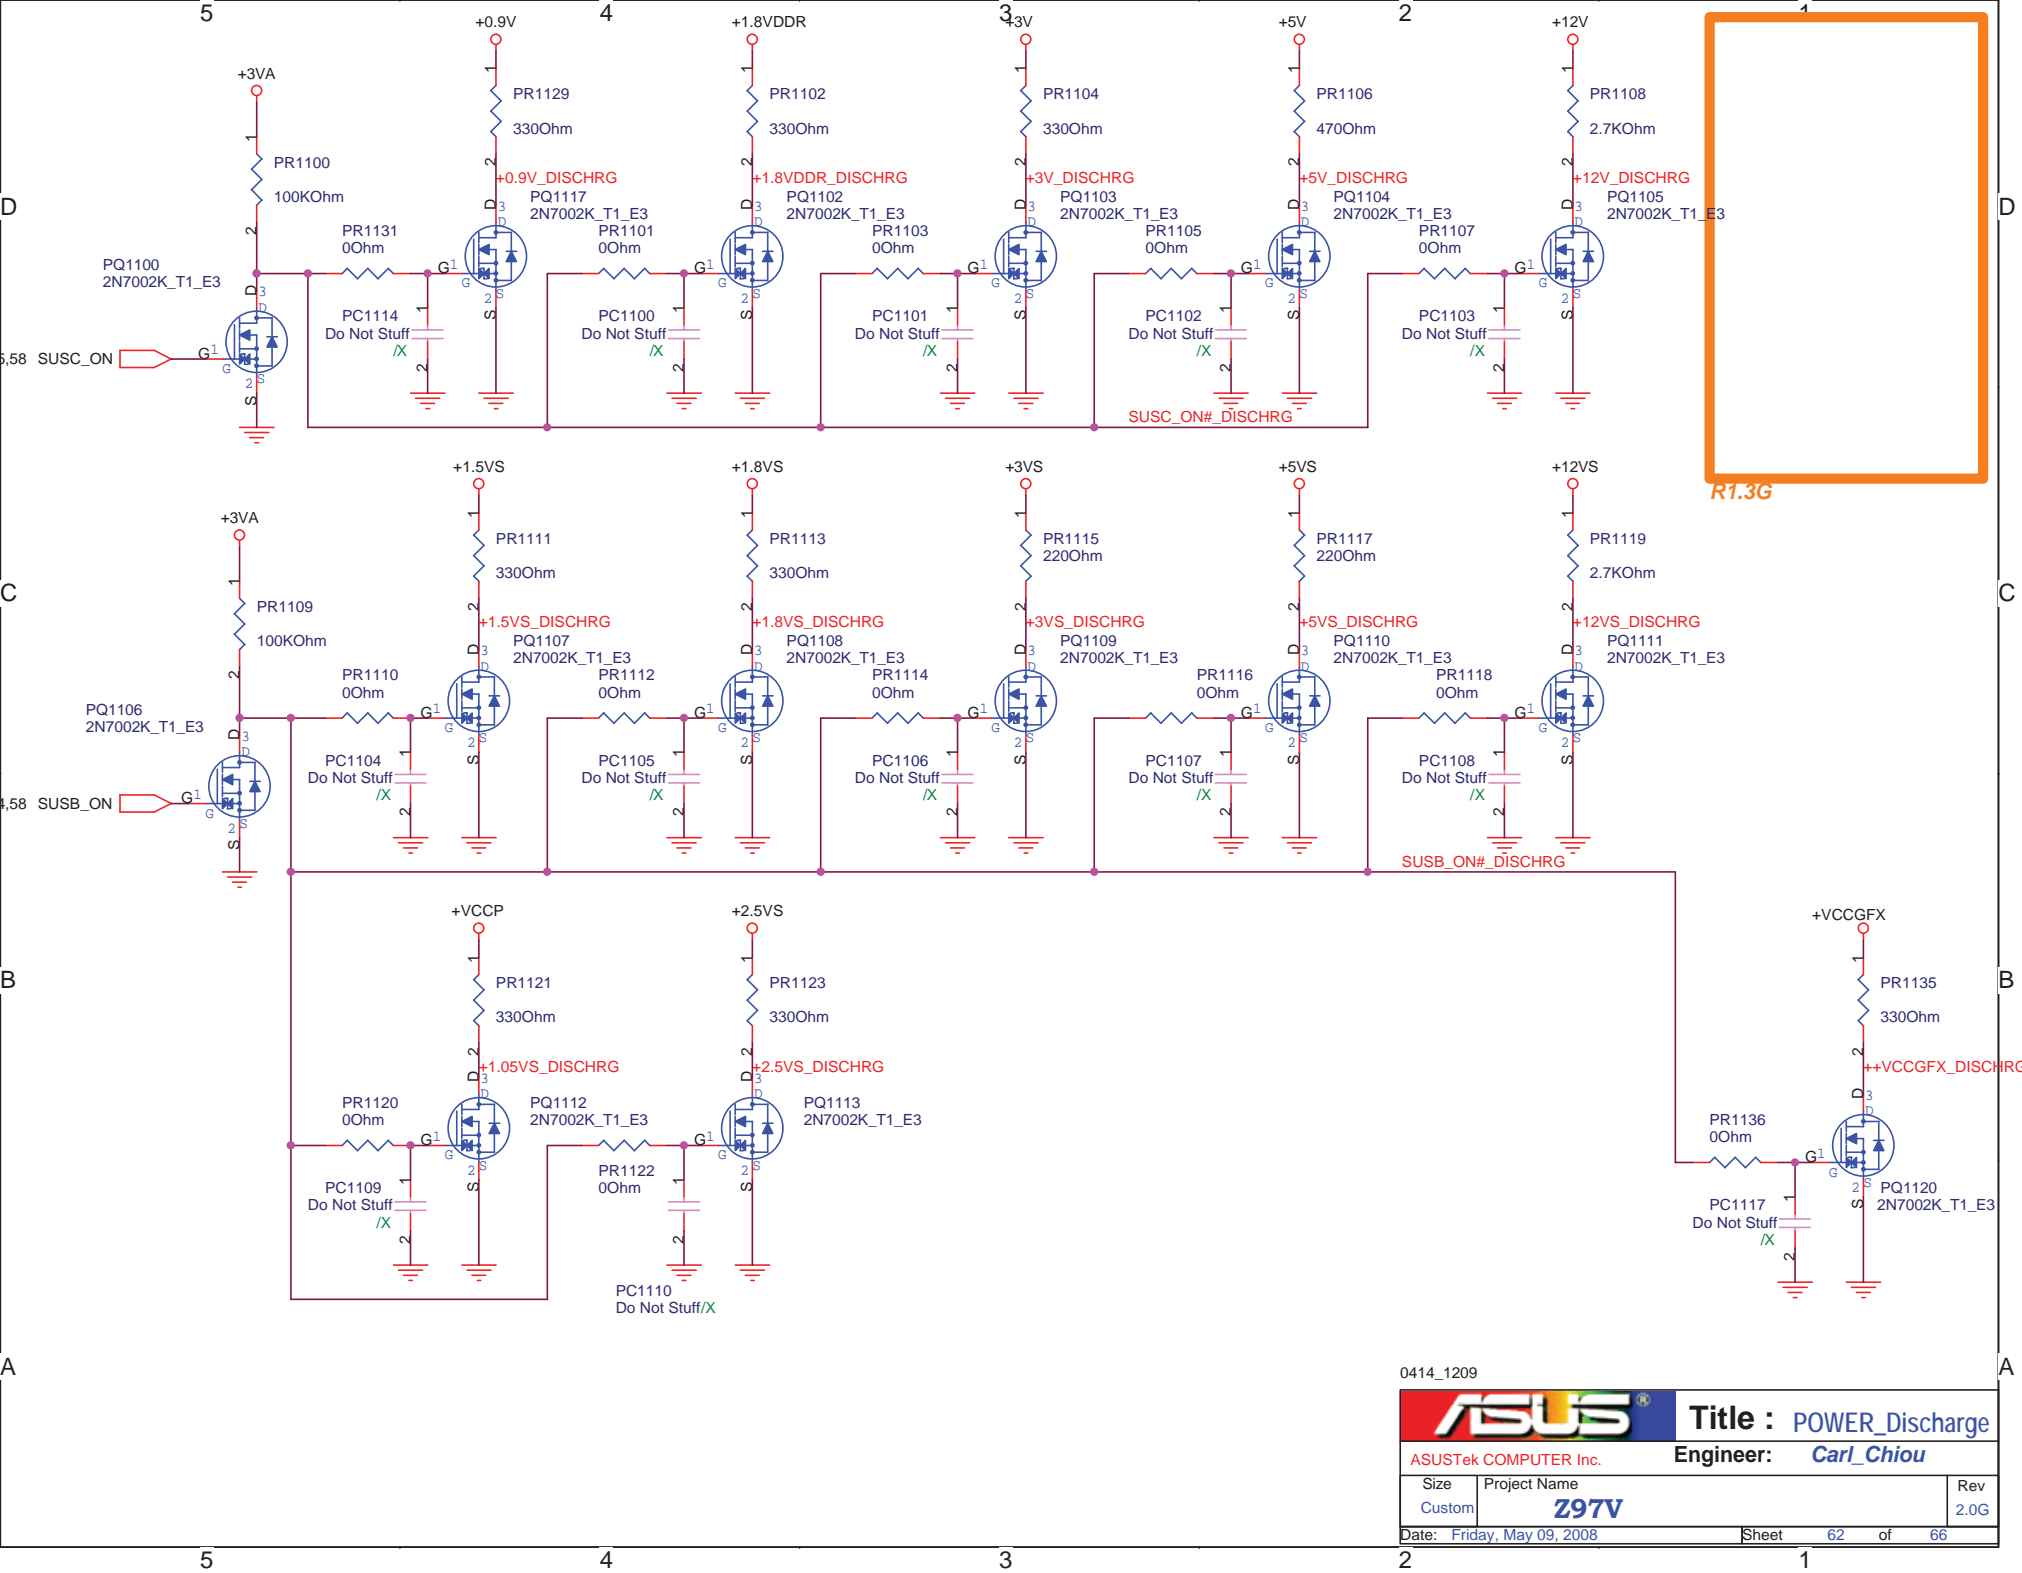 5 4 3 2 1
+0.9V +1.8VDDR +3V +5V +12V
+3VA
PR1129 PR1102 PR1104 PR1106 PR1108
330Ohm 330Ohm 330Ohm 470Ohm 2.7KOhm
PR1100
100KOhm
+0.9V_DISCHRG +1.8VDDR_DISCHRG +3V_DISCHRG +5V_DISCHRG +12V_DISCHRG
PQ1117 PQ1102 PQ1103 PQ1104 PQ1105
2N7002K_T1_E3 2N7002K_T1_E3 2N7002K_T1_E3 2N7002K_T1_E3 2N7002K_T1_E3
D D
PR1131 PR1101 PR1103 PR1105 PR1107
0Ohm 0Ohm 0Ohm 0Ohm 0Ohm
PQ1100
2N7002K_T1_E3
PC1114 PC1100 PC1101 PC1102 PC1103
Do Not Stuff Do Not Stuff Do Not Stuff Do Not Stuff Do Not Stuff
/X /X /X /X /X
5,58 SUSC_ON
SUSC_ON#_DISCHRG
R1.3G
+1.5VS +1.8VS +3VS +5VS +12VS
+3VA
PR1111 PR1113 PR1115 PR1117 PR1119
330Ohm 330Ohm 220Ohm 220Ohm 2.7KOhm
C C
PR1109
100KOhm
+1.5VS_DISCHRG +1.8VS_DISCHRG +3VS_DISCHRG +5VS_DISCHRG +12VS_DISCHRG
PQ1107 PQ1108 PQ1109 PQ1110 PQ1111
2N7002K_T1_E3 2N7002K_T1_E3 2N7002K_T1_E3 2N7002K_T1_E3 2N7002K_T1_E3
PR1110 PR1112 PR1114 PR1116 PR1118
0Ohm 0Ohm 0Ohm 0Ohm 0Ohm
PQ1106
2N7002K_T1_E3
PC1104 PC1105 PC1106 PC1107 PC1108
Do Not Stuff Do Not Stuff Do Not Stuff Do Not Stuff Do Not Stuff
/X /X /X /X /X
,58 SUSB_ON
SUSB_ON#_DISCHRG
+VCCP +2.5VS +VCCGFX
B B
PR1121 PR1123 PR1135
330Ohm 330Ohm 330Ohm
+1.05VS_DISCHRG +2.5VS_DISCHRG ++VCCGFX_DISCHRG
PR1120 PQ1112 PQ1113 PR1136
0Ohm 2N7002K_T1_E3 2N7002K_T1_E3 0Ohm
PR1122
0Ohm
PC1109 PQ1120
Do Not Stuff 2N7002K_T1_E3
/X
PC1117
Do Not Stuff
/X
PC1110
Do Not Stuff/X
A A
0414_1209
ASUS ® Title : POWER_Discharge
ASUSTek COMPUTER Inc. Engineer: Carl_Chiou
Size Project Name Rev
Custom Z97V 2.0G
Date: Friday, May 09, 2008 Sheet 62 of 66
5 4 3 2 1